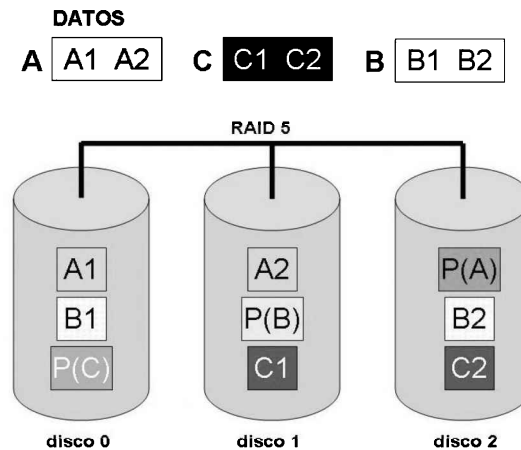 DATOS
A A1 A2 C C1 C2 B B1 B2
RAID 5
A1 A2 P(A)
B1 P(B) B2
P(C) C1 C2
disco 0 disco 1 disco 2